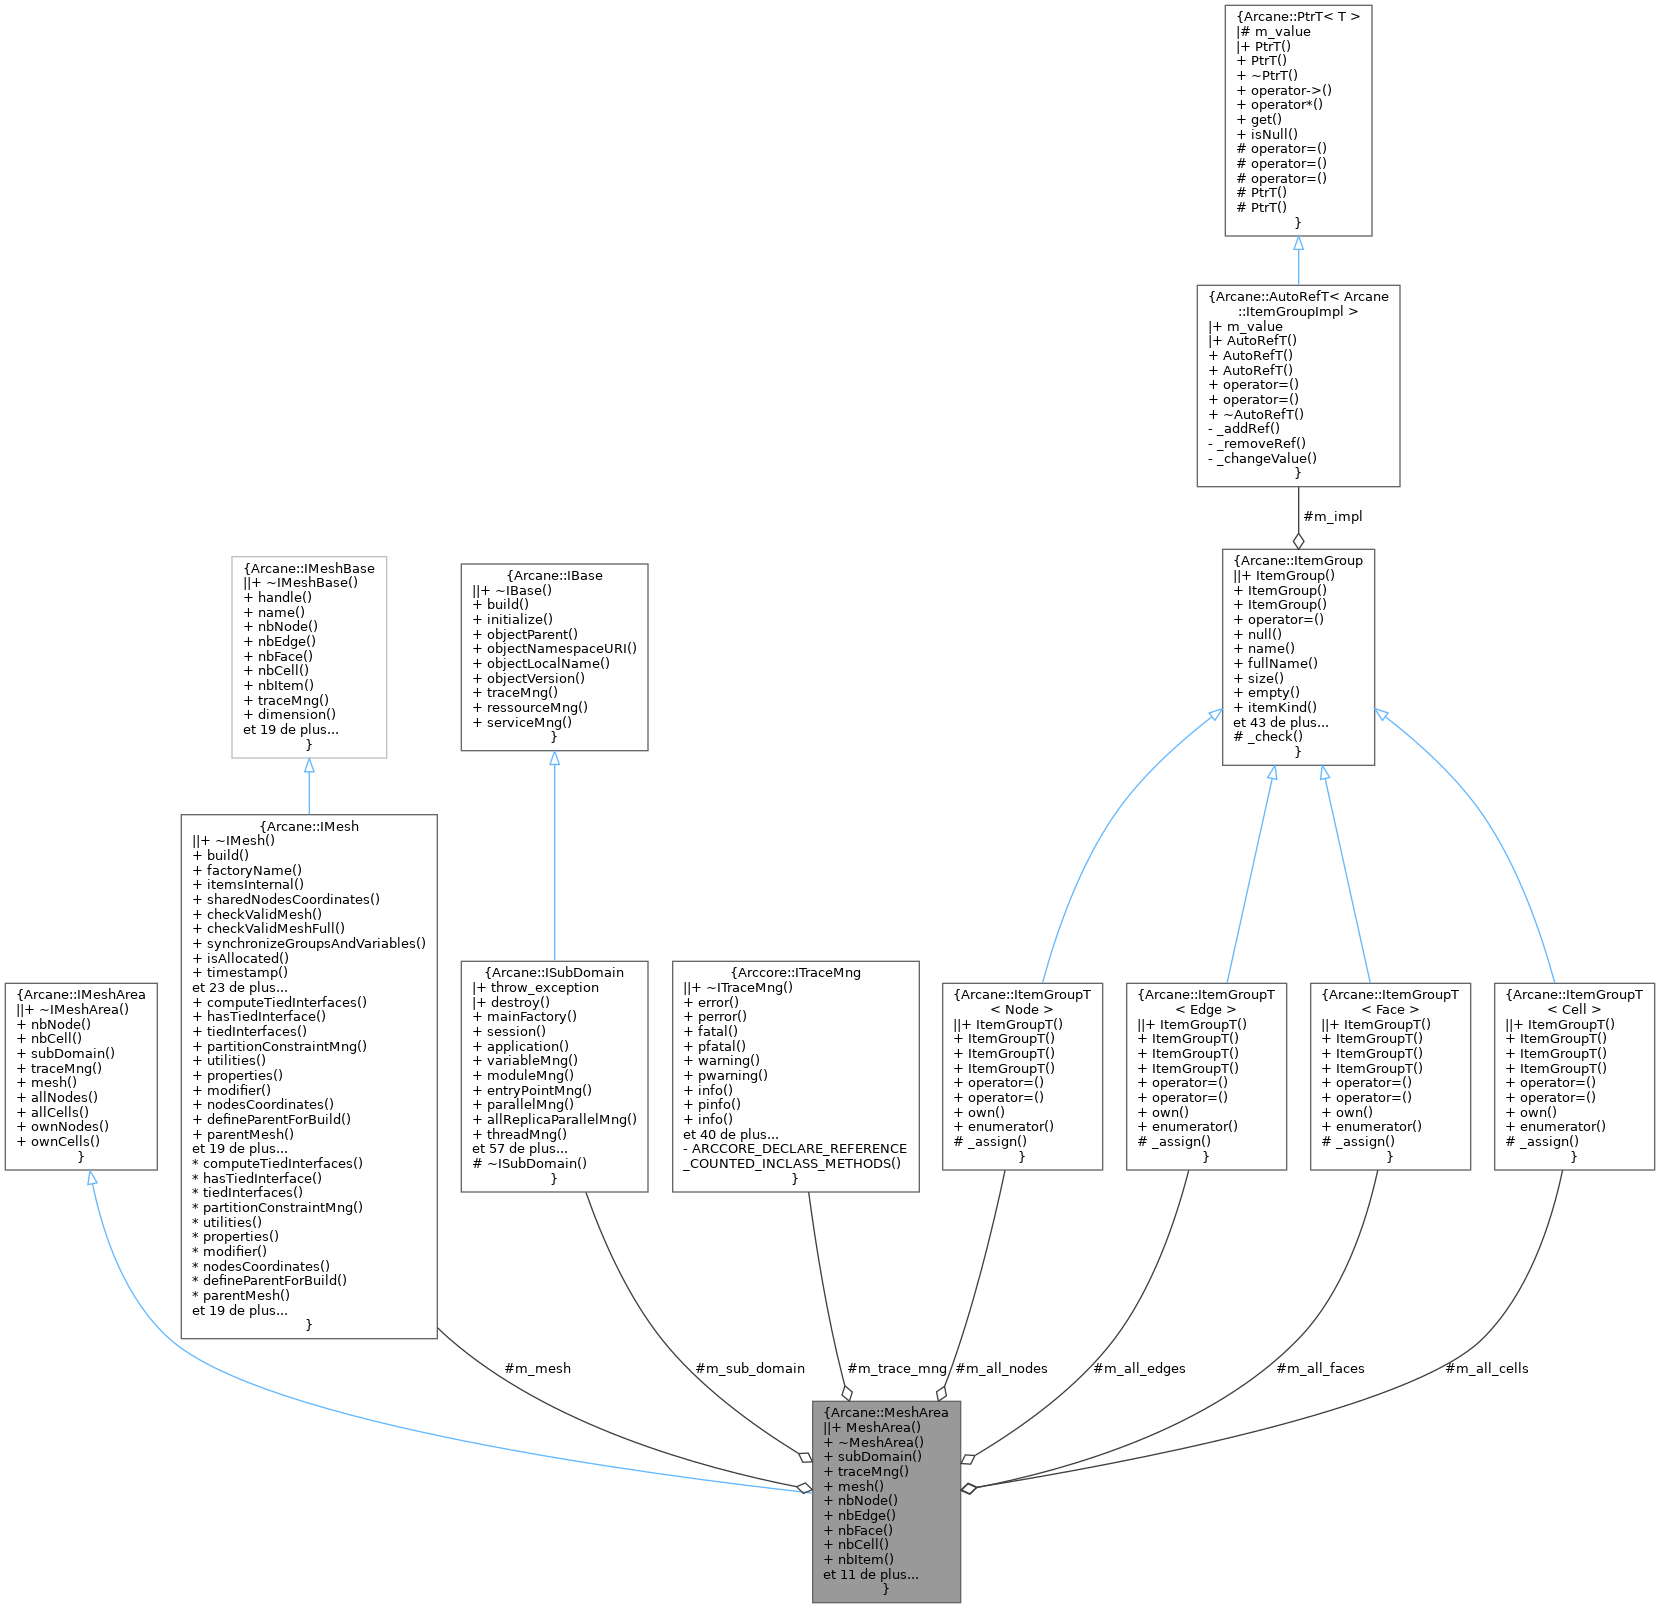 {Arcane::PtrT< T >
|# m_value
|+ PtrT()
+ PtrT()
+ ~PtrT()
+ operator->()
+ operator*()
+ get()
+ isNull()
# operator=()
# operator=()
# operator=()
# PtrT()
# PtrT()
}
{Arcane::AutoRefT< Arcane
::ItemGroupImpl >
|+ m_value
|+ AutoRefT()
+ AutoRefT()
+ AutoRefT()
+ operator=()
+ operator=()
+ ~AutoRefT()
- _addRef()
- _removeRef()
- _changeValue()
}
#m_impl
{Arcane::ItemGroup
||+ ItemGroup()
+ ItemGroup()
+ ItemGroup()
+ operator=()
+ null()
+ name()
+ fullName()
+ size()
+ empty()
+ itemKind()
et 43 de plus...
# _check()
}
{Arcane::IMeshBase
||+ ~IMeshBase()
+ handle()
+ name()
+ nbNode()
+ nbEdge()
+ nbFace()
+ nbCell()
+ nbItem()
+ traceMng()
+ dimension()
et 19 de plus...
}
{Arcane::IBase
||+ ~IBase()
+ build()
+ initialize()
+ objectParent()
+ objectNamespaceURI()
+ objectLocalName()
+ objectVersion()
+ traceMng()
+ ressourceMng()
+ serviceMng()
}
{Arcane::IMeshArea
||+ ~IMeshArea()
+ nbNode()
+ nbCell()
+ subDomain()
+ traceMng()
+ mesh()
+ allNodes()
+ allCells()
+ ownNodes()
+ ownCells()
}
{Arcane::IMesh
||+ ~IMesh()
+ build()
+ factoryName()
+ itemsInternal()
+ sharedNodesCoordinates()
+ checkValidMesh()
+ checkValidMeshFull()
+ synchronizeGroupsAndVariables()
+ isAllocated()
+ timestamp()
et 23 de plus...
+ computeTiedInterfaces()
+ hasTiedInterface()
+ tiedInterfaces()
+ partitionConstraintMng()
+ utilities()
+ properties()
+ modifier()
+ nodesCoordinates()
+ defineParentForBuild()
+ parentMesh()
et 19 de plus...
* computeTiedInterfaces()
* hasTiedInterface()
* tiedInterfaces()
* partitionConstraintMng()
* utilities()
* properties()
* modifier()
* nodesCoordinates()
* defineParentForBuild()
* parentMesh()
et 19 de plus...
}
{Arcane::ISubDomain
|+ throw_exception
|+ destroy()
+ mainFactory()
+ session()
+ application()
+ variableMng()
+ moduleMng()
+ entryPointMng()
+ parallelMng()
+ allReplicaParallelMng()
+ threadMng()
et 57 de plus...
# ~ISubDomain()
}
{Arccore::ITraceMng
||+ ~ITraceMng()
+ error()
+ perror()
+ fatal()
+ pfatal()
+ warning()
+ pwarning()
+ info()
+ pinfo()
+ info()
et 40 de plus...
- ARCCORE_DECLARE_REFERENCE
_COUNTED_INCLASS_METHODS()
}
{Arcane::ItemGroupT
< Node >
||+ ItemGroupT()
+ ItemGroupT()
+ ItemGroupT()
+ ItemGroupT()
+ operator=()
+ operator=()
+ own()
+ enumerator()
# _assign()
}
{Arcane::ItemGroupT
< Edge >
||+ ItemGroupT()
+ ItemGroupT()
+ ItemGroupT()
+ ItemGroupT()
+ operator=()
+ operator=()
+ own()
+ enumerator()
# _assign()
}
{Arcane::ItemGroupT
< Face >
||+ ItemGroupT()
+ ItemGroupT()
+ ItemGroupT()
+ ItemGroupT()
+ operator=()
+ operator=()
+ own()
+ enumerator()
# _assign()
}
{Arcane::ItemGroupT
< Cell >
||+ ItemGroupT()
+ ItemGroupT()
+ ItemGroupT()
+ ItemGroupT()
+ operator=()
+ operator=()
+ own()
+ enumerator()
# _assign()
}
#m_mesh
#m_sub_domain
#m_trace_mng
#m_all_nodes
#m_all_edges
#m_all_faces
#m_all_cells
{Arcane::MeshArea
||+ MeshArea()
+ ~MeshArea()
+ subDomain()
+ traceMng()
+ mesh()
+ nbNode()
+ nbEdge()
+ nbFace()
+ nbCell()
+ nbItem()
et 11 de plus...
}